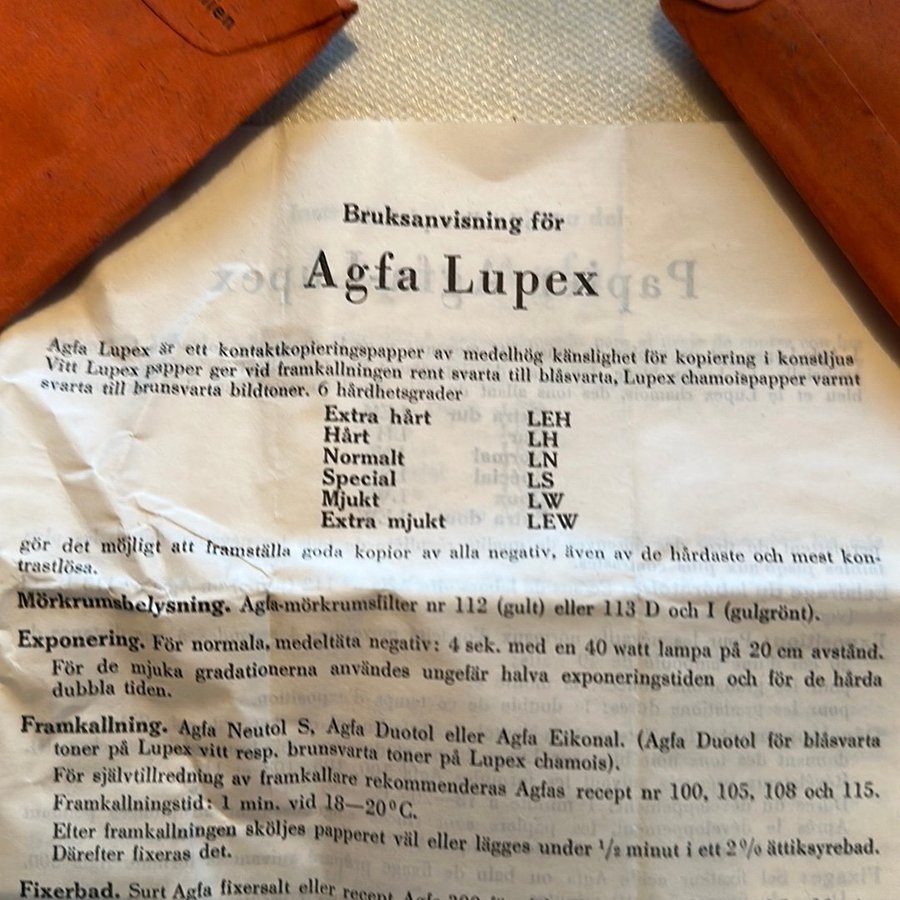 Bruksanvisning för
Agfa Lupex
Agfa Lupex är ett kontaktkopieringspapper av medelhög känslighet för kopiering i konstljus
Vitt Lupex papper ger vid framkallningen rent svarta till blåsvarta, Lupex chamoispapper varmt
svarta till brunsvarta bildtoner. 6 hårdhetsgrader
Extra hårt LEH
Hårt LH
Normalt LN
Special LS
Mjukt LW
Extra mjukt LEW
gör det möjligt att framställa goda kopior av alla negativ, även av de hårdaste och mest kon-
trastlösa.
Mörkrumsbelysning. Agfa-mörkrumsfilter nr 112 (gult) eller 113 D och I (gulgrönt).
Exponering. För normala, medeltäta negativ: 4 sek. med en 40 watt lampa på 20 cm avstånd.
För de mjuka gradationerna användes ungefär halva exponeringstiden och för de hårda
dubbla tiden.
Framkallning. Agfa Neutol S, Agfa Duotol eller Agfa Eikonal. (Agfa Duotol för blåsvarta
toner på Lupex vitt resp. brunsvarta toner på Lupex chamois).
För självtillredning av framkallare rekommenderas Agfas recept nr 100, 105, 108 och 115.
Framkallningstid: 1 min. vid 18—20°C.
Efter framkallningen sköljes papperet väl eller lägges under 1/2 minut i ett 2% ättiksyrebad.
Därefter fixeras det.
Fixerbad. Surt Agfa fixersalt eller recept Agfa